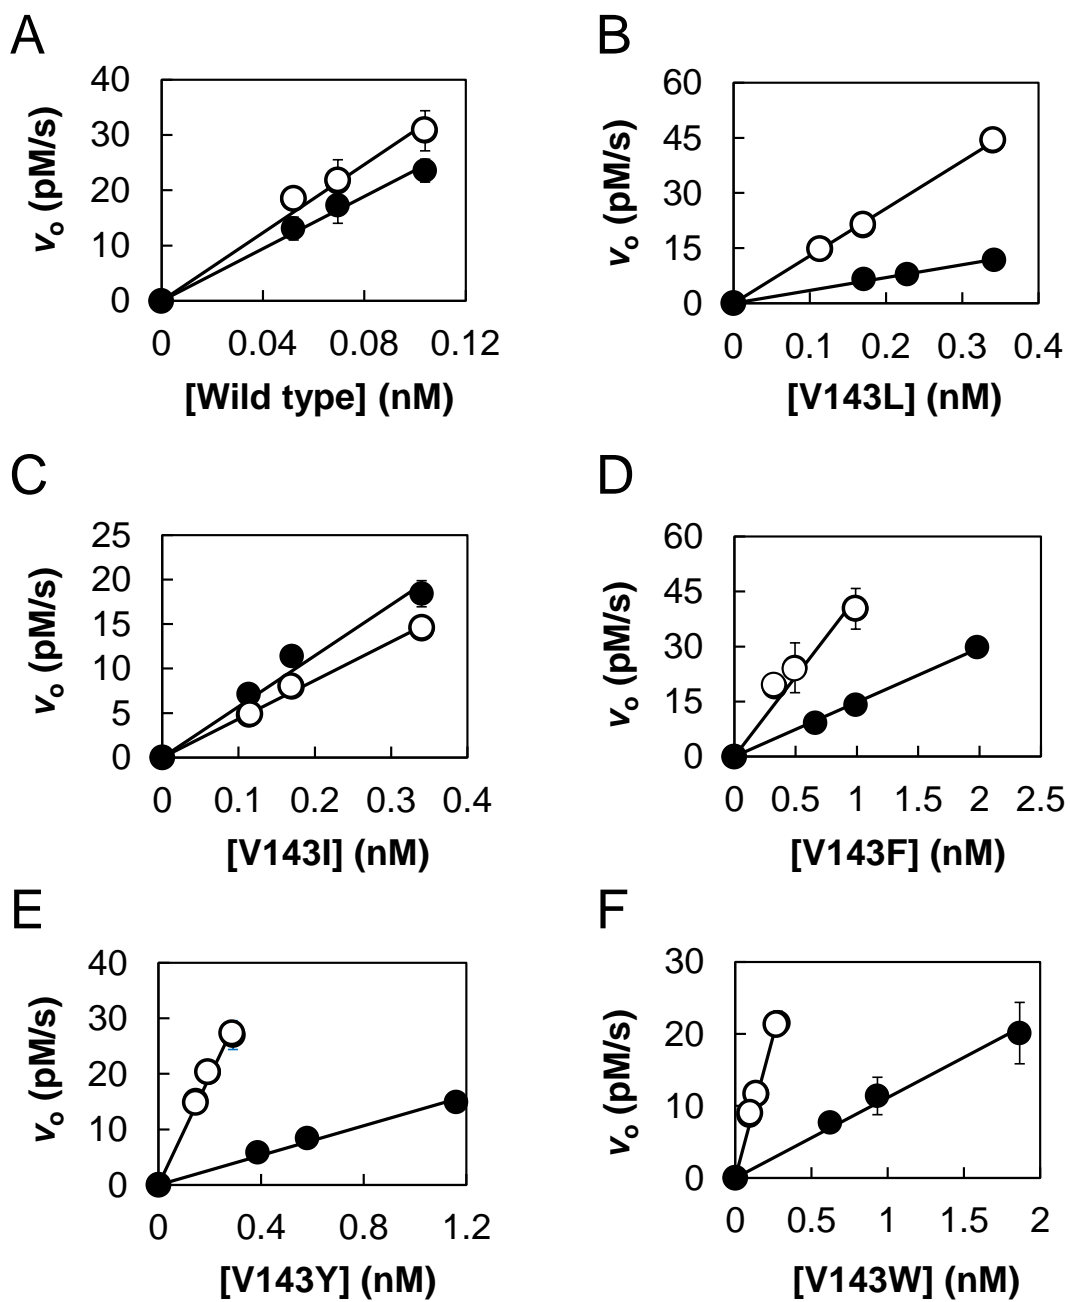 A
40
30
20
10
0
vo (pM/s)
0 0.04 0.08 0.12
[Wild type] (nM)
B
60
45
30
15
0
vo (pM/s)
0 0.1 0.2 0.3 0.4
[V143L] (nM)
C
25
20
15
10
5
0
vo (pM/s)
0 0.1 0.2 0.3 0.4
[V143I] (nM)
D
60
45
30
15
0
vo (pM/s)
0 0.5 1 1.5 2 2.5
[V143F] (nM)
E
40
30
20
10
0
vo (pM/s)
0 0.4 0.8 1.2
[V143Y] (nM)
F
30
20
10
0
vo (pM/s)
0 0.5 1 1.5 2
[V143W] (nM)